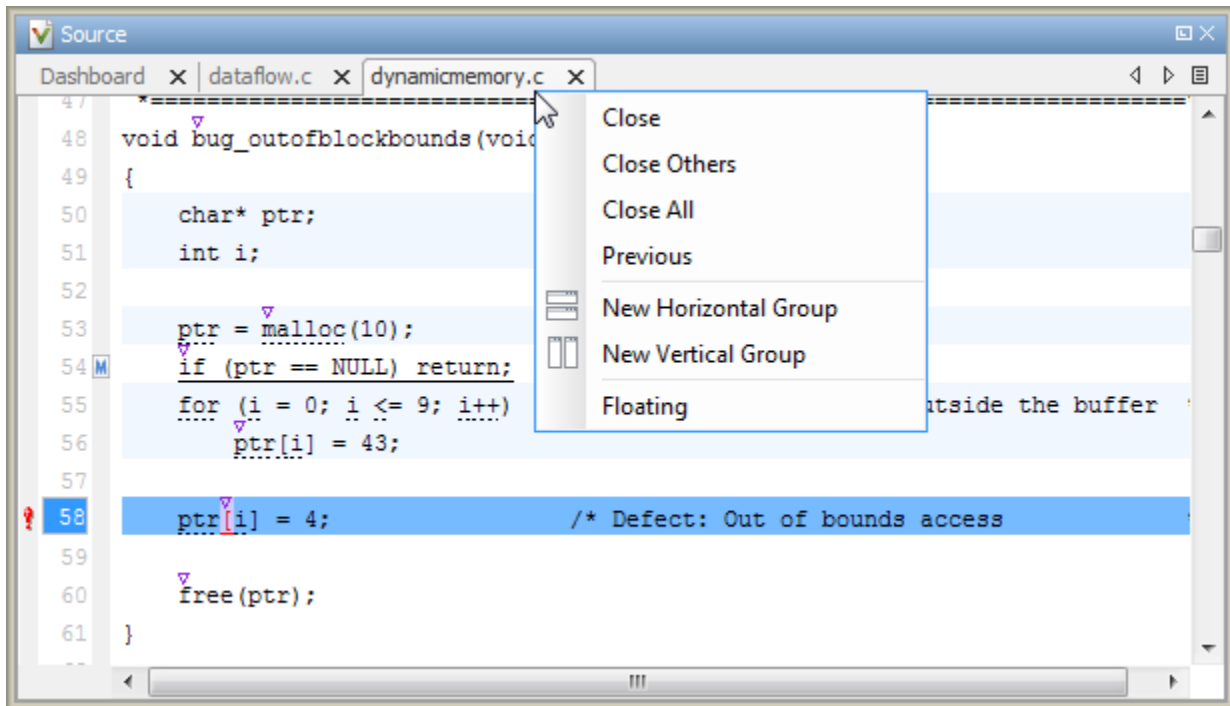 Source
Dashboard dataflow.c dynamicmemory.c
47 *=====================================
48 void bug_outofblockbounds(void
49 {
50 char* ptr;
51 int i;
52
53 ptr = malloc(10);
54 M if (ptr == NULL) return;
55 for (i = 0; i <= 9; i++) utside the buffer
56 ptr[i] = 43;
57
58 ptr[i] = 4; /* Defect: Out of bounds access
59
60 free(ptr);
61 }
Close
Close Others
Close All
Previous
New Horizontal Group
New Vertical Group
Floating